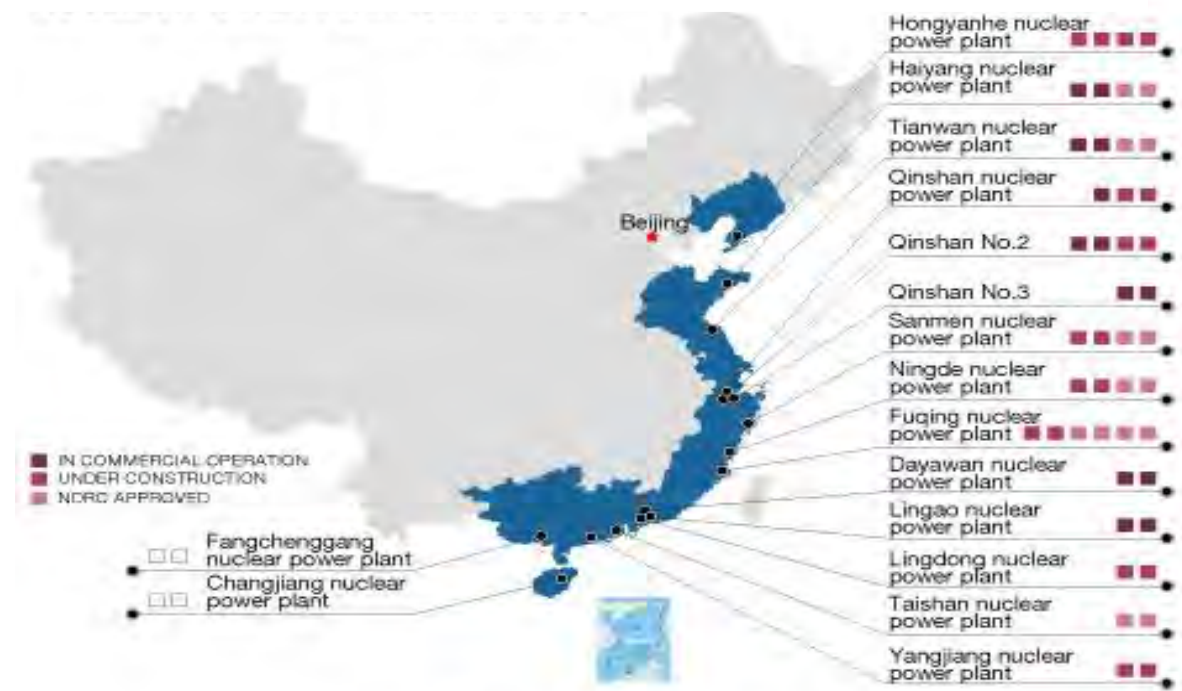 Hongyanhe nuclear
power plant
Haiyang nuclear
power plant
Tianwan nuclear
power plant
Qinshan nuclear
power plant
Beijing
Qinshan No.2
Qinshan No.3
Sanmen nuclear
power plant
Ningde nuclear
power plant
Fuqing nuclear
power plant
IN COMMERCIAL OPERATION
UNDER CONSTRUCTION
NDRC APPROVED
Dayawan nuclear
power plant
Lingao nuclear
power plant
Fangchenggang
nuclear power plant
Changjiang nuclear
power plant
Lingdong nuclear
power plant
Taishan nuclear
power plant
Yangjiang nuclear
power plant